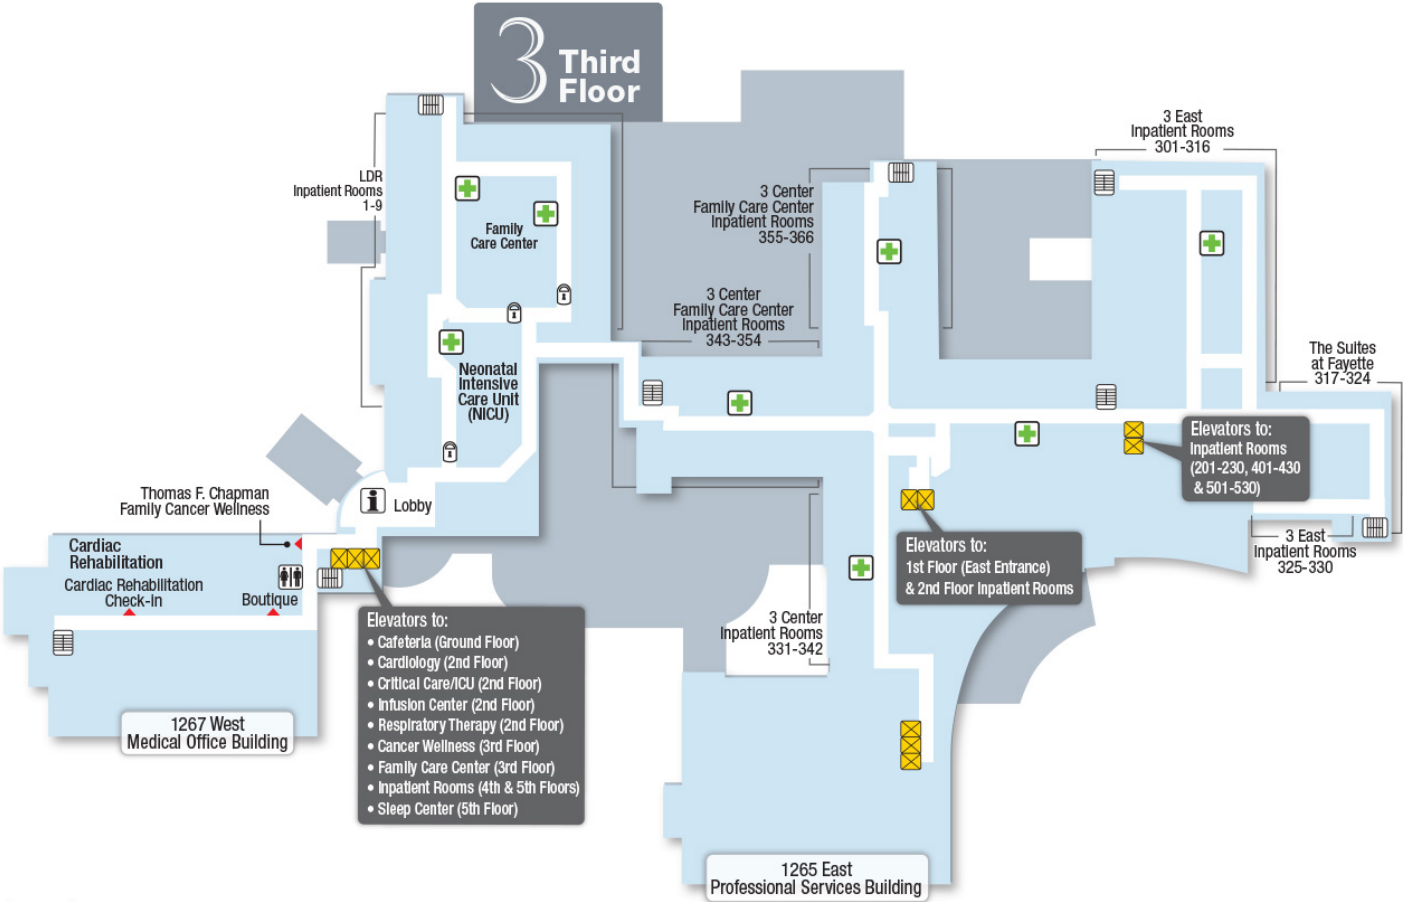 3 Third
Floor
3 East
Inpatient Rooms
301-316
LDR
Inpatient Rooms
1-9
Family
Care Center
3 Center
Family Care Center
Inpatient Rooms
355-366
3 Center
Family Care Center
Inpatient Rooms
343-354
The Suites
at Fayette
317-324
Neonatal
Intensive
Care Unit
(NICU)
Elevators to:
Inpatient Rooms
(201-230, 401-430
& 501-530)
Thomas F. Chapman
Family Cancer Wellness
i
Lobby
Cardiac
Rehabilitation
Cardiac Rehabilitation
Check-In
Boutique
Elevators to:
1st Floor (East Entrance)
& 2nd Floor Inpatient Rooms
3 East
Inpatient Rooms
325-330
3 Center
Inpatient Rooms
331-342
Elevators to:
• Cafeteria (Ground Floor)
• Cardiology (2nd Floor)
• Critical Care/ICU (2nd Floor)
• Infusion Center (2nd Floor)
• Respiratory Therapy (2nd Floor)
• Cancer Wellness (3rd Floor)
• Family Care Center (3rd Floor)
• Inpatient Rooms (4th & 5th Floors)
• Sleep Center (5th Floor)
1267 West
Medical Office Building
1265 East
Professional Services Building